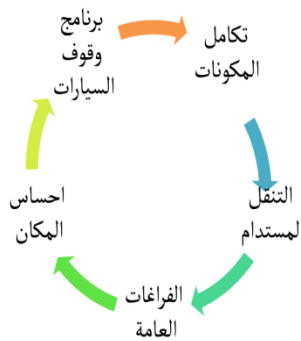 برنامج
وقوف
السيارات
تكامل
المكونات
التنقل
لمستدام
الفراغات
العامة
احساس
المكان